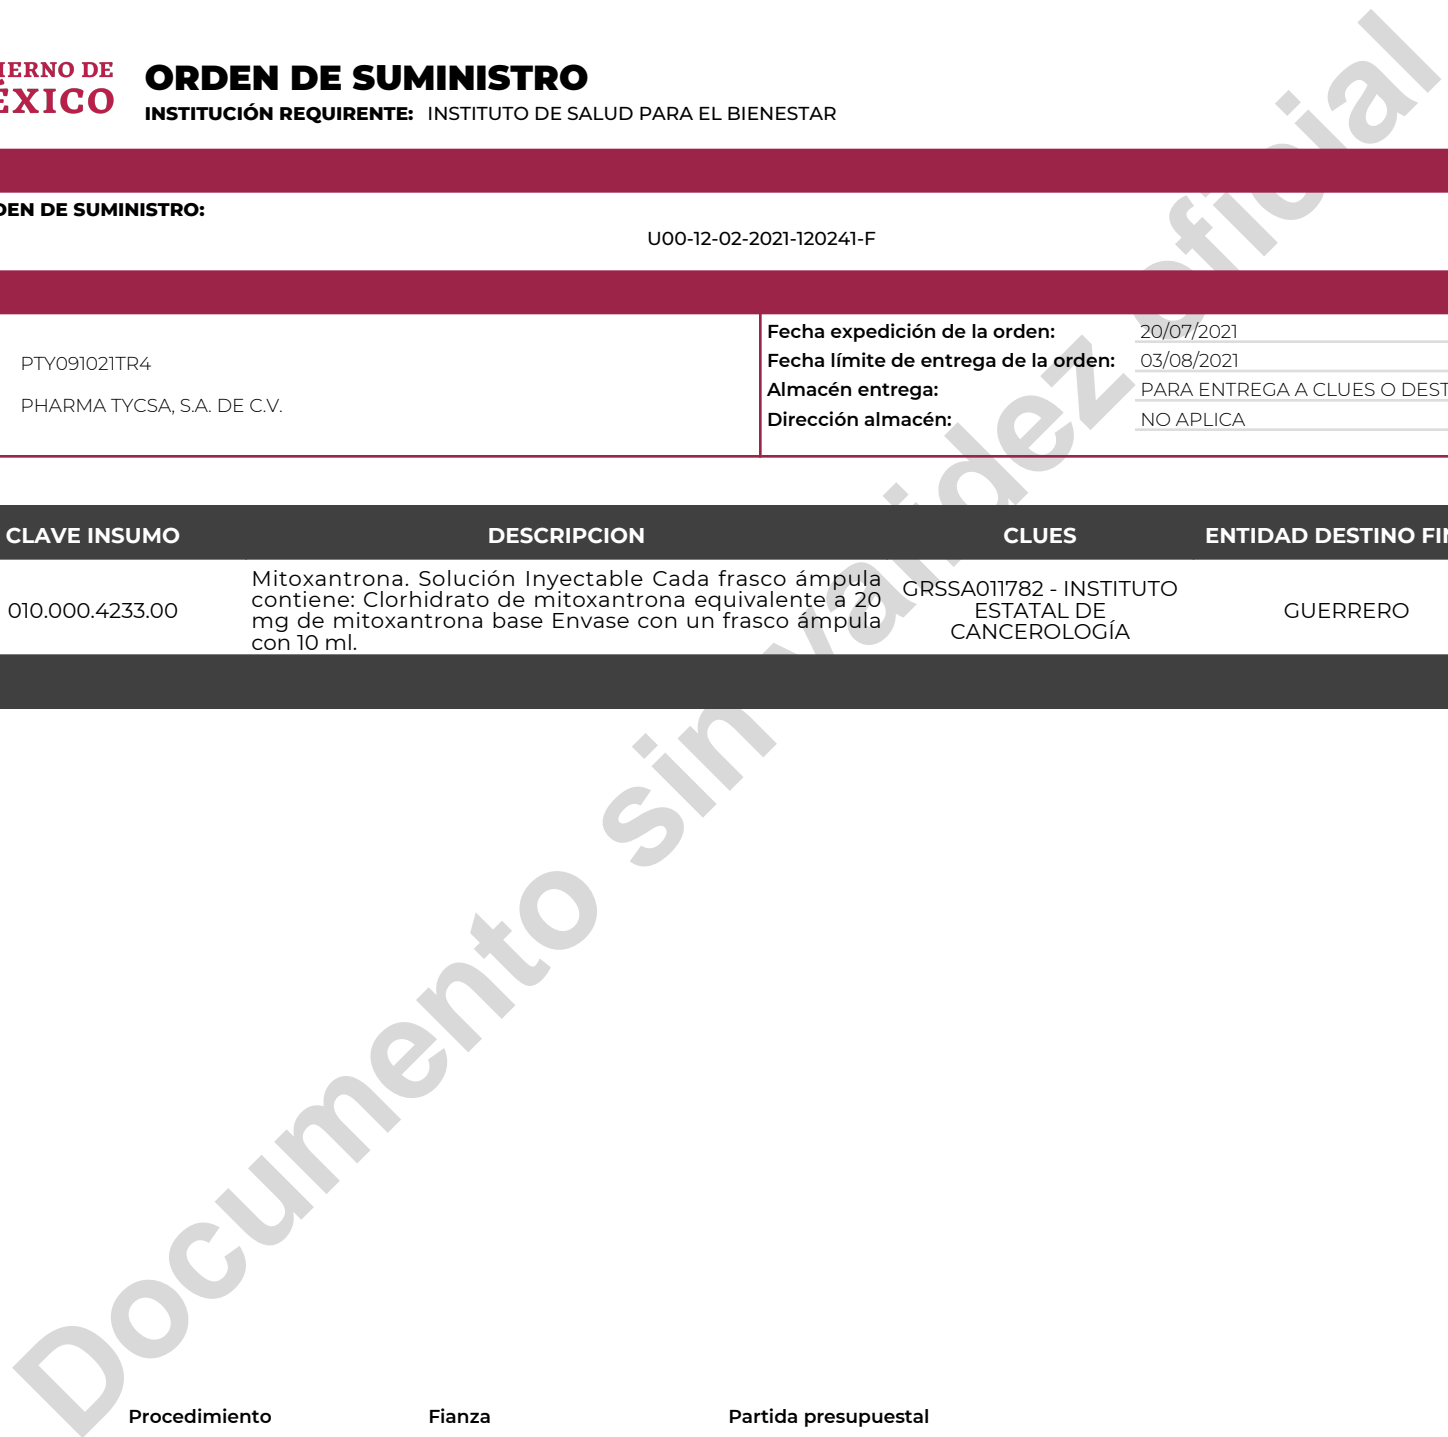 IERNO DE
ÉXICO
ORDEN DE SUMINISTRO
INSTITUCIÓN REQUIRENTE: INSTITUTO DE SALUD PARA EL BIENESTAR
DEN DE SUMINISTRO:
U00-12-02-2021-120241-F
PTY091021TR4
PHARMA TYCSA, S.A. DE C.V.
Fecha expedición de la orden: 20/07/2021
Fecha límite de entrega de la orden: 03/08/2021
Almacén entrega: PARA ENTREGA A CLUES O DEST
Dirección almacén: NO APLICA
CLAVE INSUMO DESCRIPCION CLUES ENTIDAD DESTINO FIN
010.000.4233.00
Mitoxantrona. Solución Inyectable Cada frasco ámpula
contiene: Clorhidrato de mitoxantrona equivalente a 20
mg de mitoxantrona base Envase con un frasco ámpula
con 10 ml.
GRSSA011782 - INSTITUTO
ESTATAL DE
CANCEROLOGÍA
GUERRERO
Documento sin validez oficial
Procedimiento Fianza Partida presupuestal